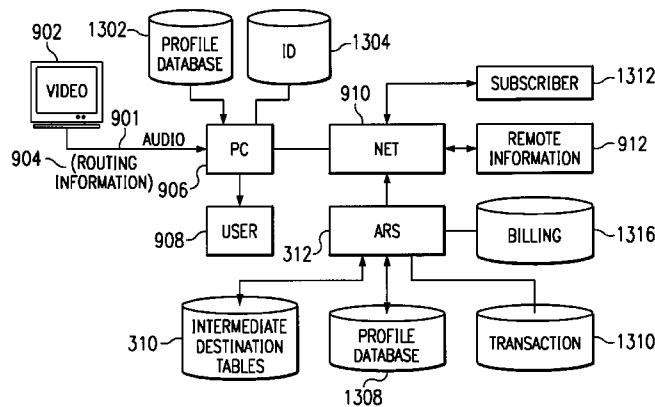 902
1302
PROFILE
DATABASE
ID
1304
VIDEO
901
AUDIO
904
(ROUTING
INFORMATION)
906
PC
910
NET
SUBSCRIBER
1312
REMOTE
INFORMATION
912
908
USER
312
ARS
BILLING
1316
310
INTERMEDIATE
DESTINATION
TABLES
PROFILE
DATABASE
1308
TRANSACTION
1310